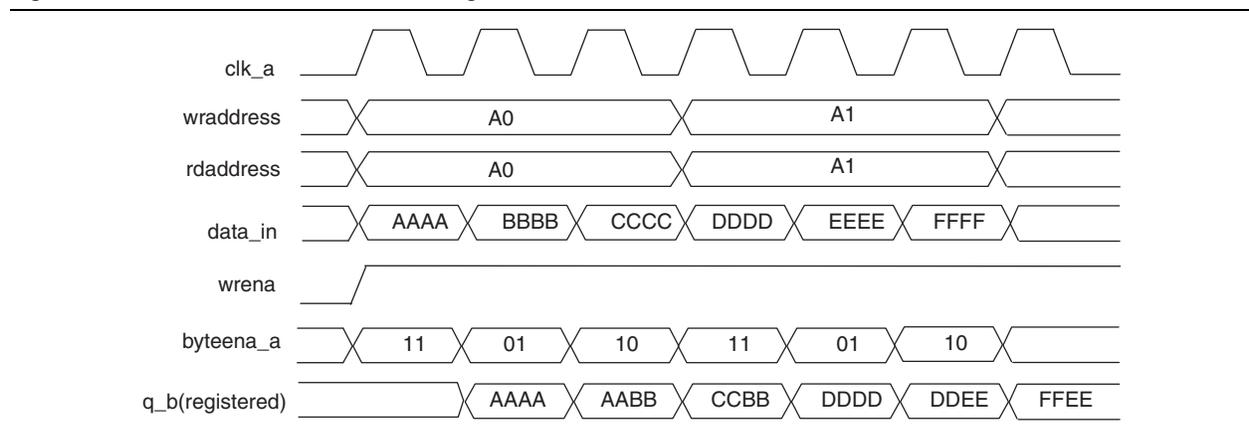 clk_a
wraddress A0 A1
rdaddress A0 A1
data_in AAAA BBBB CCCC DDDD EEEE FFFF
wrena
byteena_a 11 01 10 11 01 10
q_b(registered) AAAA AABB CCBB DDDD DDEE FFEE